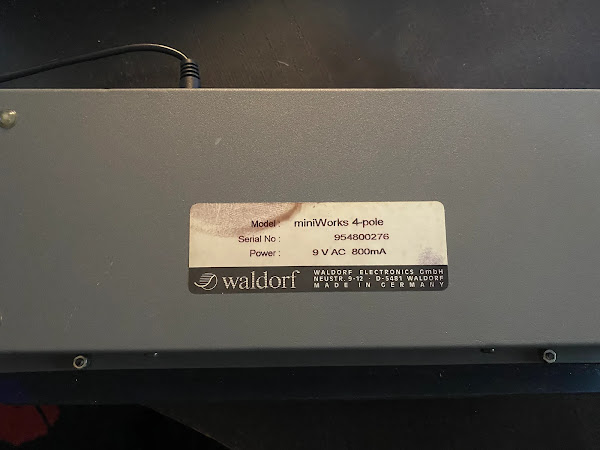 Model : miniWorks 4-pole
Serial No : 954800276
Power : 9 V AC 800mA
waldorf
WALDORF ELECTRONICS GmbH
NEUSTR. 9-12 · D-5481 WALDORF
MADE IN GERMANY